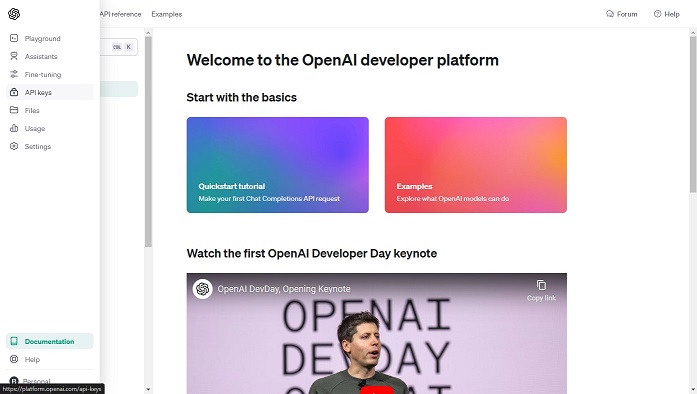 API reference Examples
Forum
Help
Playground
Assistants
Fine-tuning
API keys
Files
Usage
Settings
Documentation
Help
Personal
https://platform.openai.com/api-keys
K
Welcome to the OpenAI developer platform
Start with the basics
Quickstart tutorial
Make your first Chat Completions API request
Examples
Explore what OpenAI models can do
Watch the first OpenAI Developer Day keynote
OpenAI DevDay, Opening Keynote
Copy link
OPENAI
DEVDAY